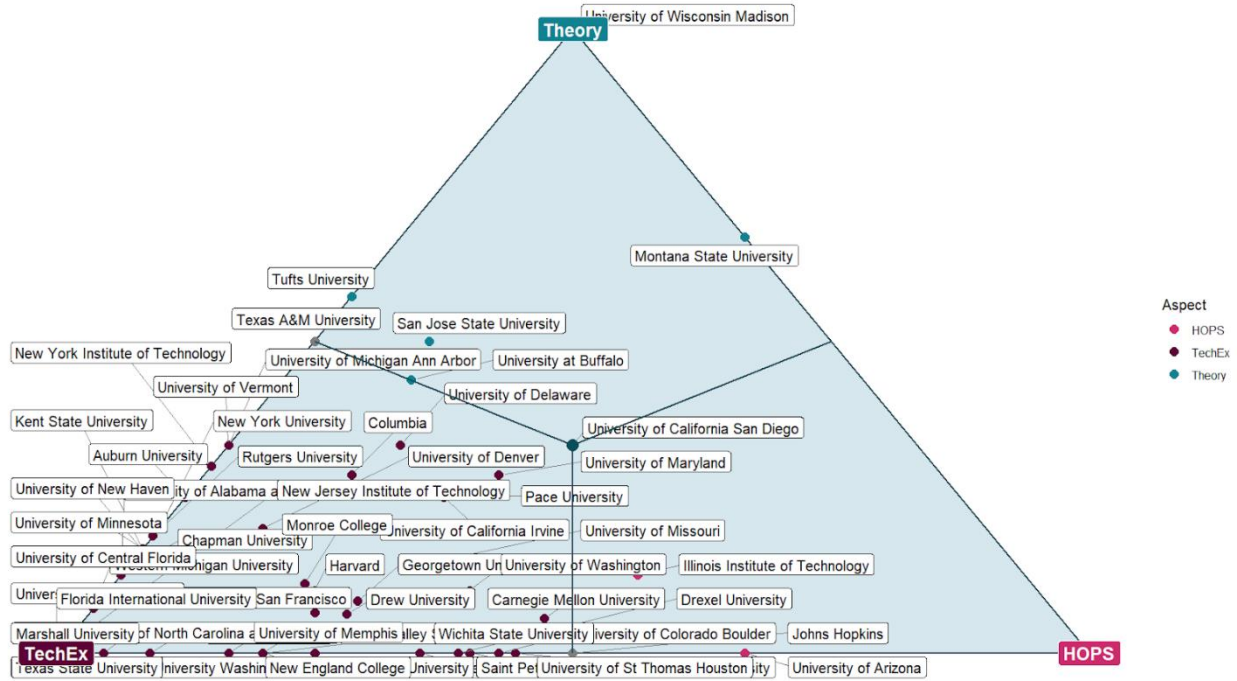 University of Wisconsin Madison
Theory
Montana State University
Tufts University
Aspect
HOPS
TechEx
Theory
Texas A&M University
San Jose State University
New York Institute of Technology
University of Michigan Ann Arbor
University at Buffalo
University of Vermont
University of Delaware
Kent State University
New York University
Columbia
University of California San Diego
Auburn University
Rutgers University
University of Denver
University of Maryland
University of New Haven
of Alabama a
New Jersey Institute of Technology
Pace University
University of Minnesota
Monroe College
Chapman University
University of California Irvine
University of Missouri
University of Central Florida
Michigan University
Harvard
Georgetown
University of Washington
Illinois Institute of Technology
Florida International University
San Francisco
Drew University
Carnegie Mellon University
Drexel University
Marshall University
of North Carolina a
University of Memphis
Wichita State University
of Colorado Boulder
Johns Hopkins
TechEx
HOPS
Texas State University
New England College
University of St Thomas Houston
University of Arizona